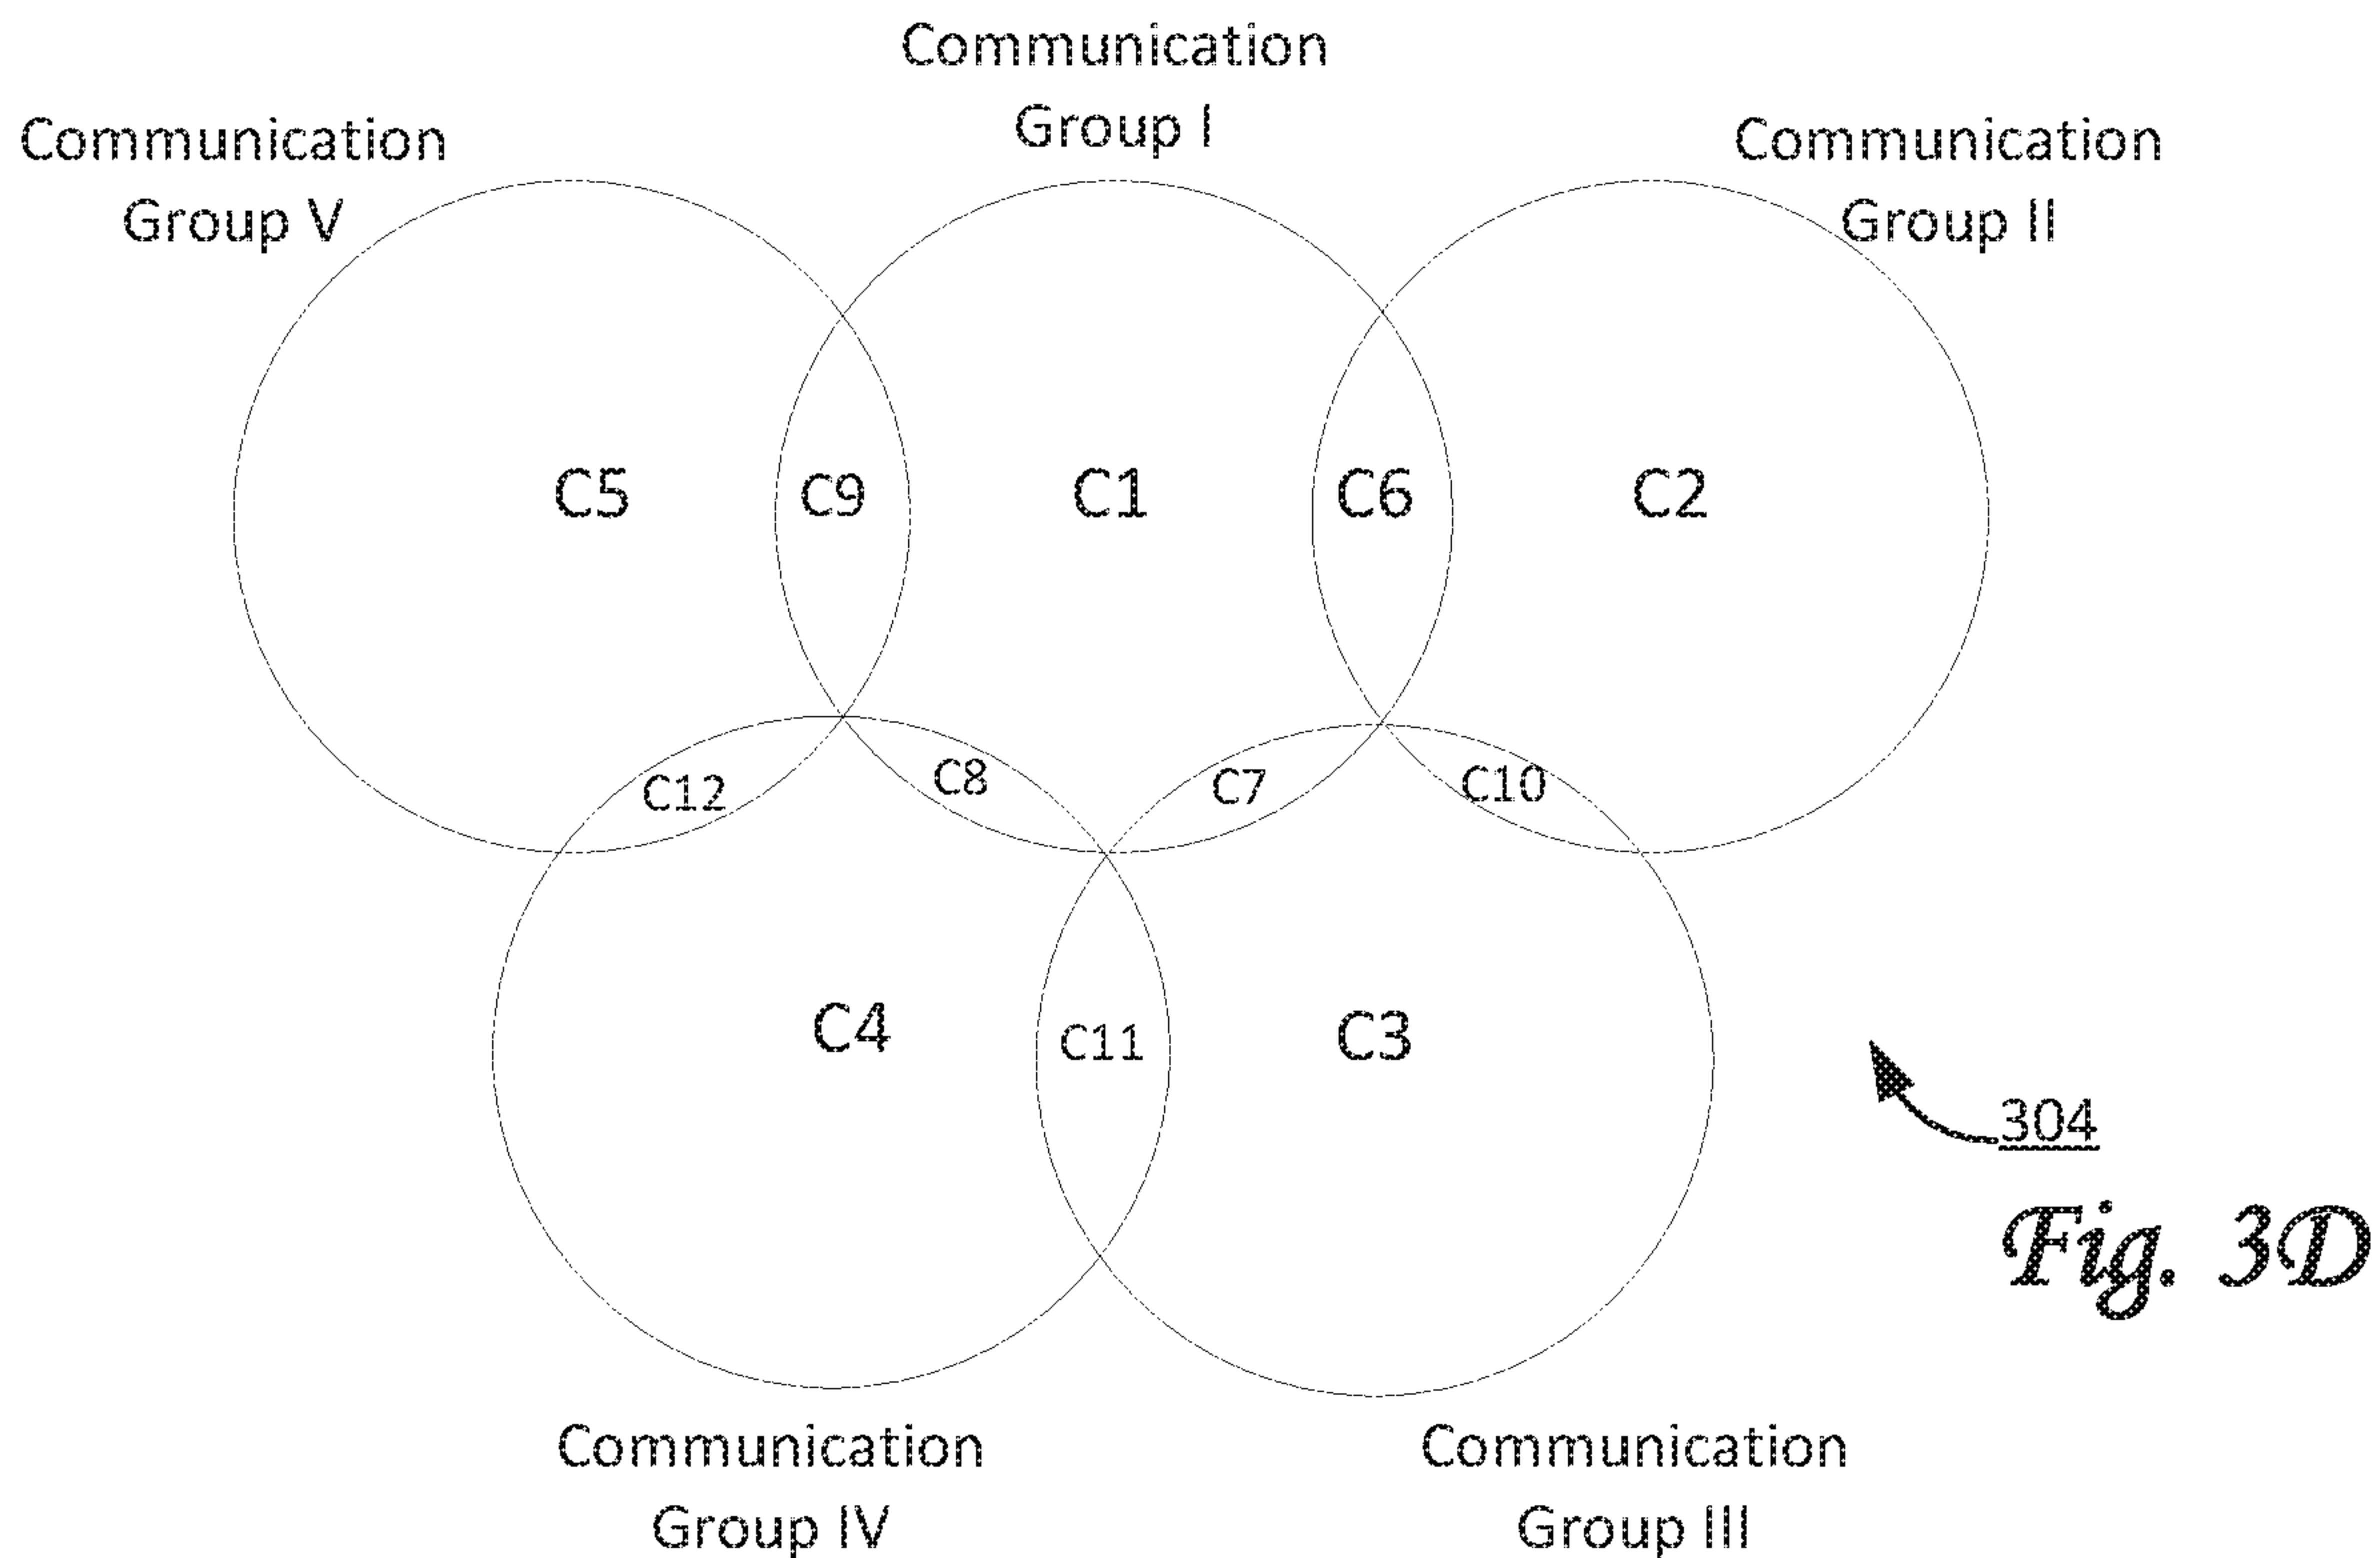 Communication
Group I
Communication
Group V
Communication
Group II
C5
C9
C1
C6
C2
C12
C8
C7
C10
C4
C11
C3
304
Fig. 3D
Communication
Group IV
Communication
Group III